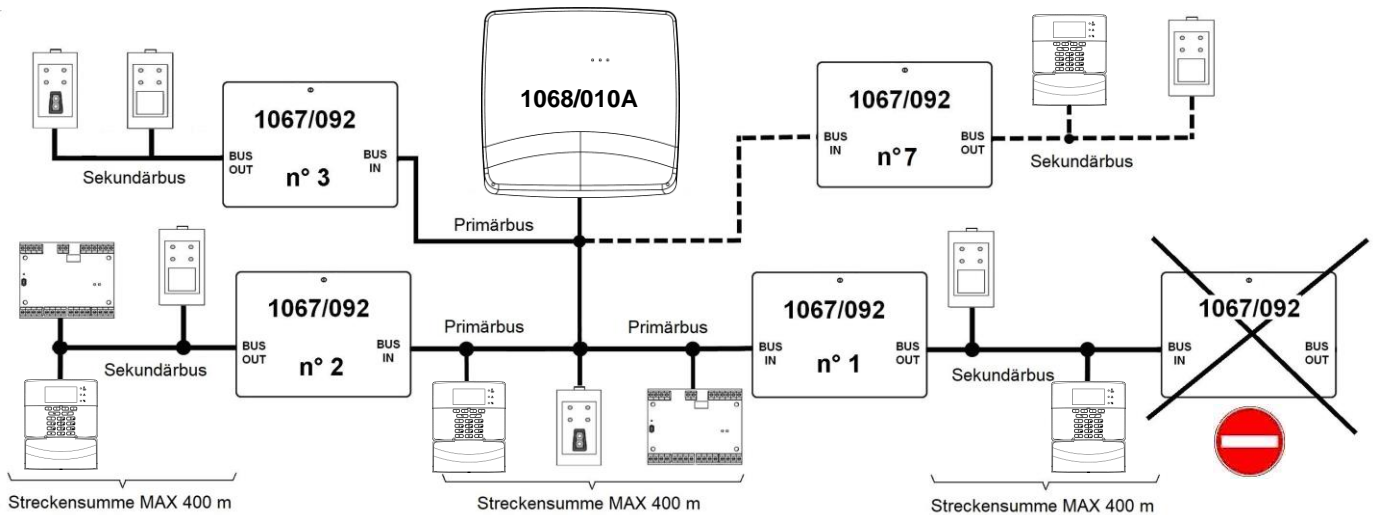 1068/010A
1067/092
BUS OUT
BUS IN
n° 3
Sekundärbus
Primärbus
1067/092
BUS IN
BUS OUT
n° 7
Sekundärbus
1067/092
BUS OUT
BUS IN
n° 2
Sekundärbus
Primärbus
Primärbus
1067/092
BUS IN
BUS OUT
n° 1
Sekundärbus
1067/092
BUS IN
BUS OUT
Streckensumme MAX 400 m
Streckensumme MAX 400 m
Streckensumme MAX 400 m